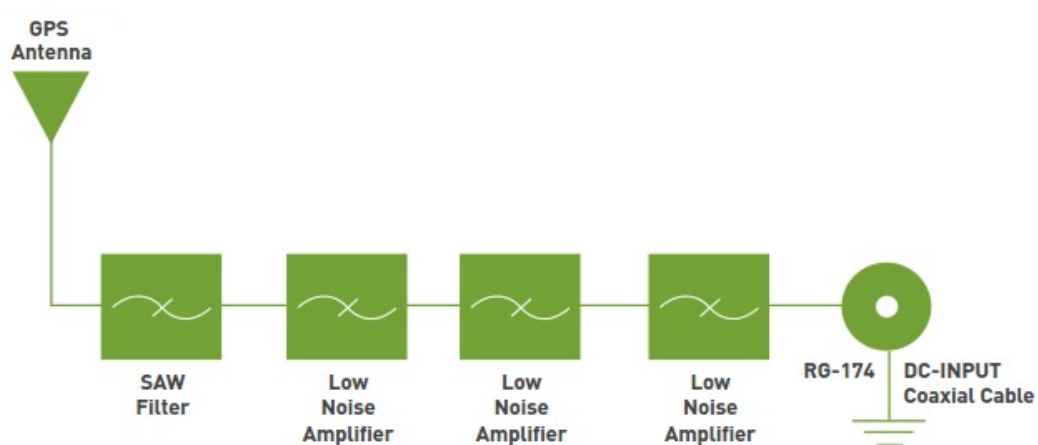 GPS
Antenna
SAW
Filter
Low
Noise
Amplifier
Low
Noise
Amplifier
Low
Noise
Amplifier
RG-174
DC-INPUT
Coaxial Cable